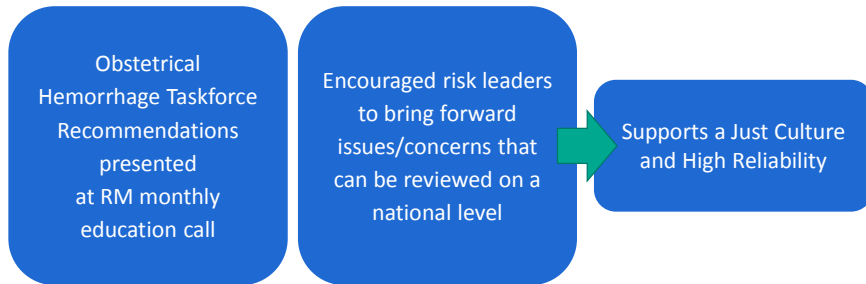 Obstetrical
Hemorrhage Taskforce
Recommendations
presented
at RM monthly
education call
Encouraged risk leaders
to bring forward
issues/concerns that
can be reviewed on a
national level
Supports a Just Culture
and High Reliability